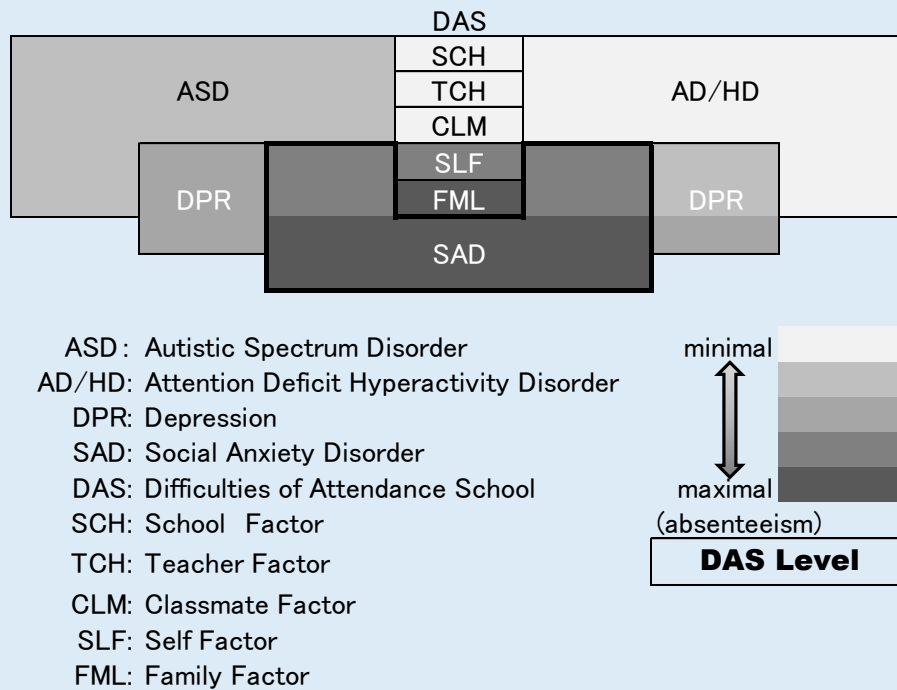 DAS
SCH
ASD TCH AD/HD
CLM
SLF
DPR FML DPR
SAD
ASD: Autistic Spectrum Disorder
AD/HD: Attention Deficit Hyperactivity Disorder
DPR: Depression
SAD: Social Anxiety Disorder
DAS: Difficulties of Attendance School
SCH: School Factor
TCH: Teacher Factor
CLM: Classmate Factor
SLF: Self Factor
FML: Family Factor
minimal
maximal
(absenteeism)
DAS Level